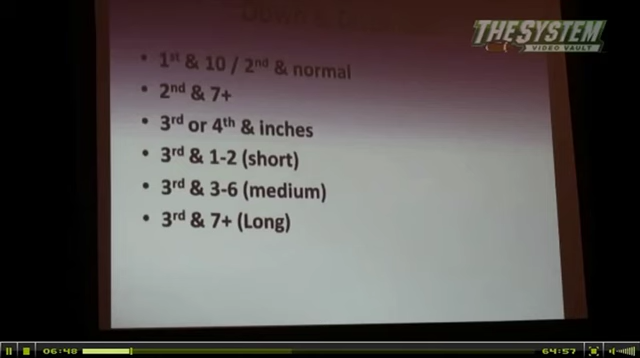 Down &
THE SYSTEM
VIDEO VAULT
• 1st & 10 / 2nd & normal
• 2nd & 7+
• 3rd or 4th & inches
• 3rd & 1-2 (short)
• 3rd & 3-6 (medium)
• 3rd & 7+ (Long)
06:48
64:57